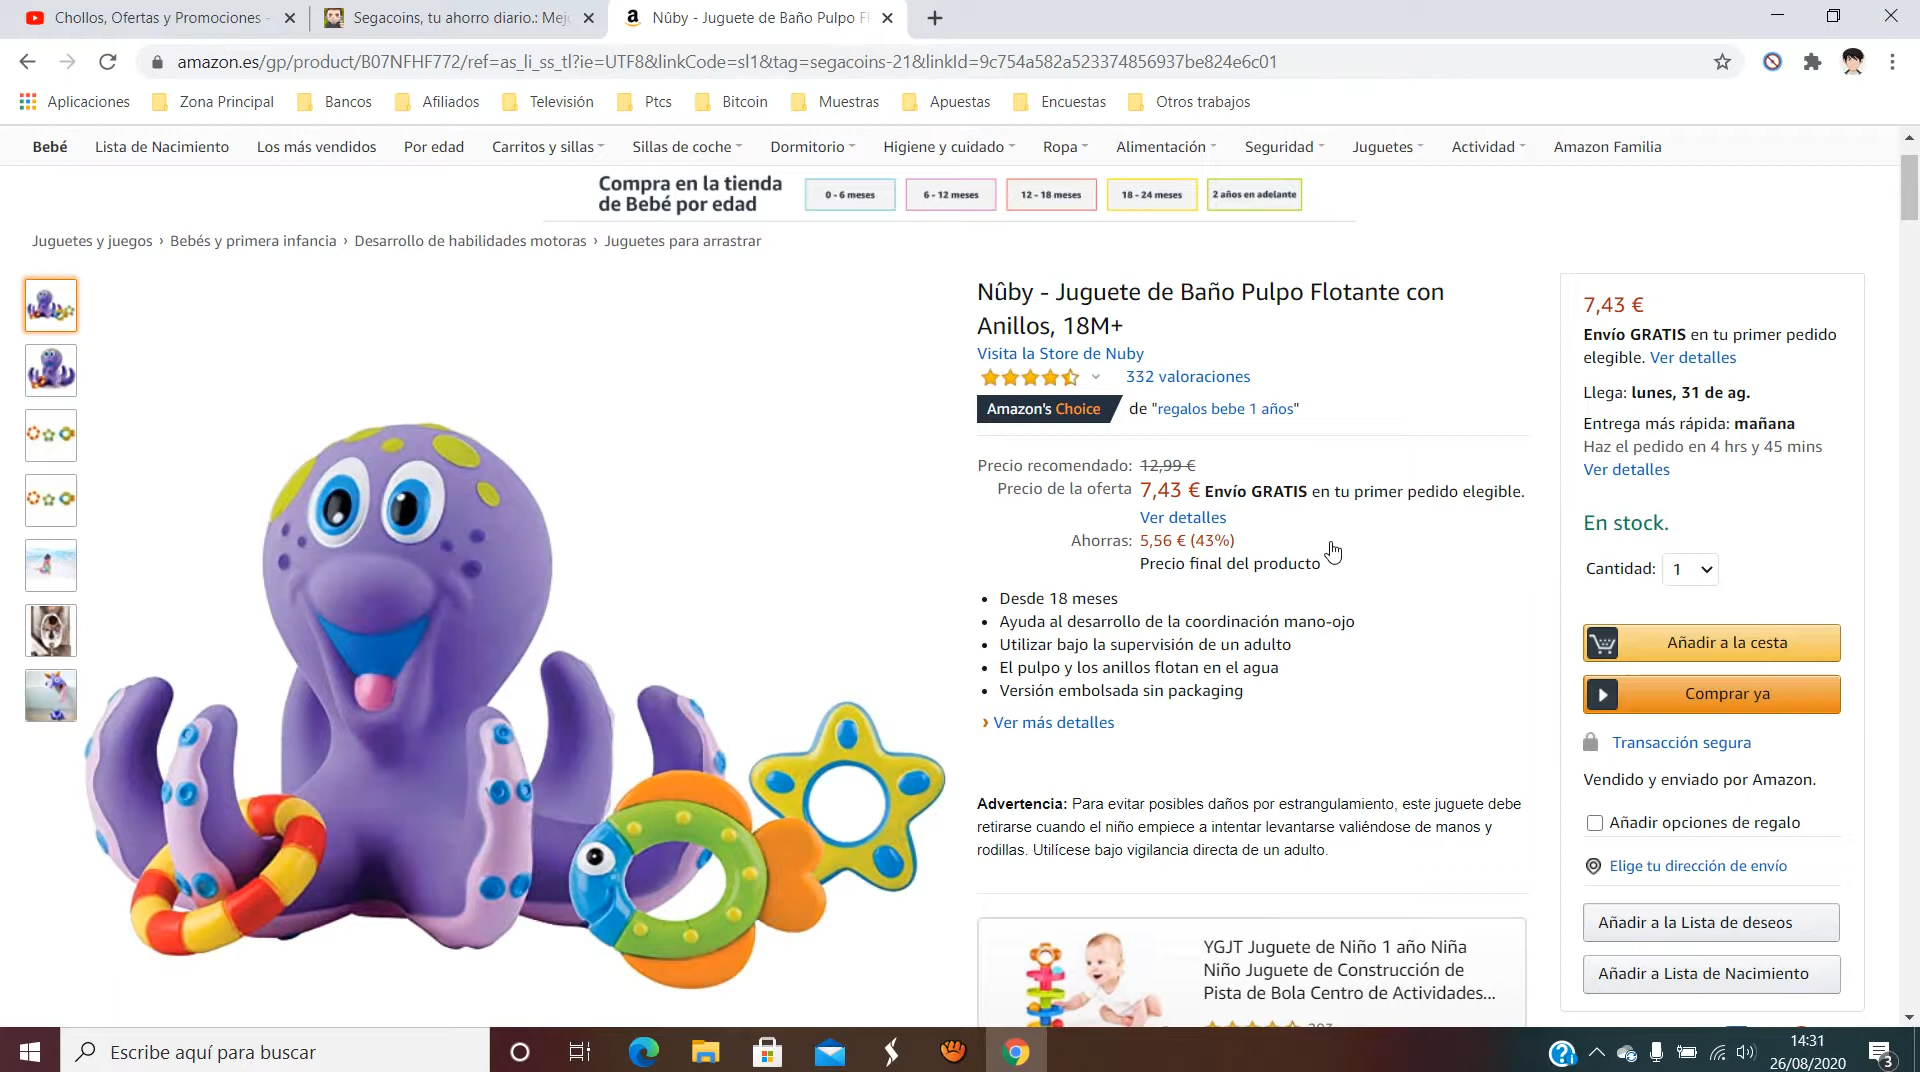 Chollos, Ofertas y Promociones -
Segacoins, tu ahorro diario.: Mej
Nûby - Juguete de Baño Pulpo Fl
amazon.es/gp/product/B07NFHF772/ref=as_li_ss_tl?ie=UTF8&linkCode=sl1&tag=segacoins-21&linkId=9c754a582a523374856937be824e6c01
Aplicaciones Zona Principal Bancos Afiliados Televisión Ptcs Bitcoin Muestras Apuestas Encuestas Otros trabajos
Bebé Lista de Nacimiento Los más vendidos Por edad Carritos y sillas Sillas de coche Dormitorio Higiene y cuidado Ropa Alimentación Seguridad Juguetes Actividad Amazon Familia
Compra en la tienda
de Bebé por edad
0 - 6 meses 6 - 12 meses 12 - 18 meses 18 - 24 meses 2 años en adelante
Juguetes y juegos › Bebés y primera infancia › Desarrollo de habilidades motoras › Juguetes para arrastrar
Nûby - Juguete de Baño Pulpo Flotante con
Anillos, 18M+
Visita la Store de Nuby
332 valoraciones
Amazon's Choice de "regalos bebe 1 años"
Precio recomendado: 12,99 €
Precio de la oferta 7,43 € Envío GRATIS en tu primer pedido elegible.
Ver detalles
Ahorras: 5,56 € (43%)
Precio final del producto
• Desde 18 meses
• Ayuda al desarrollo de la coordinación mano-ojo
• Utilizar bajo la supervisión de un adulto
• El pulpo y los anillos flotan en el agua
• Versión embolsada sin packaging
› Ver más detalles
Advertencia: Para evitar posibles daños por estrangulamiento, este juguete debe
retirarse cuando el niño empiece a intentar levantarse valiéndose de manos y
rodillas. Utilícese bajo vigilancia directa de un adulto.
YGJT Juguete de Niño 1 año Niña
Niño Juguete de Construcción de
Pista de Bola Centro de Actividades...
7,43 €
Envío GRATIS en tu primer pedido
elegible. Ver detalles
Llega: lunes, 31 de ag.
Entrega más rápida: mañana
Haz el pedido en 4 hrs y 45 mins
Ver detalles
En stock.
Cantidad: 1
Añadir a la cesta
Comprar ya
Transacción segura
Vendido y enviado por Amazon.
Añadir opciones de regalo
Elige tu dirección de envío
Añadir a la Lista de deseos
Añadir a Lista de Nacimiento
Escribe aquí para buscar
14:31
26/08/2020
3